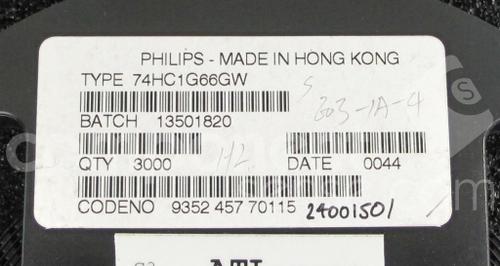 PHILIPS - MADE IN HONG KONG
TYPE 74HC1G66GW
BATCH 13501820
QTY 3000 DATE 0044
CODENO 9352 457 70115 24001501/